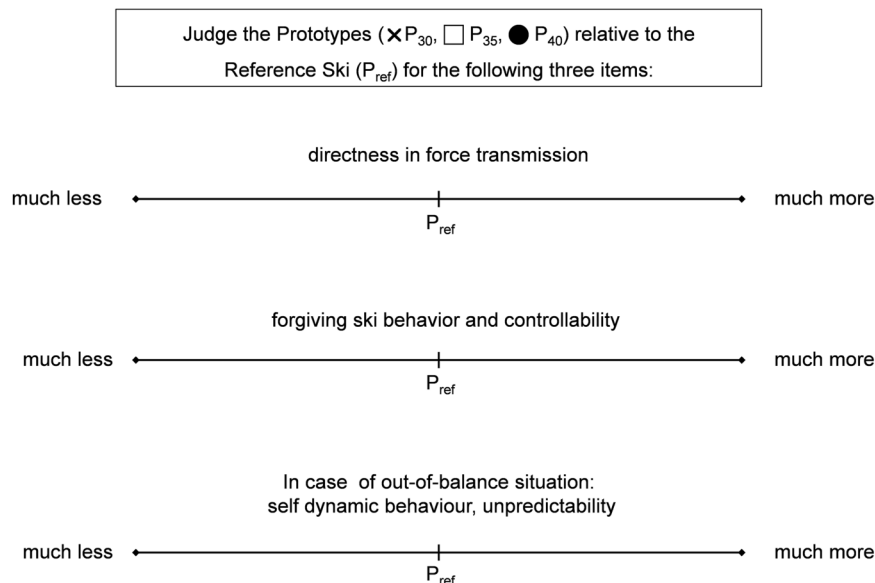 Judge the Prototypes (×P30, □ P35, ● P40) relative to the
Reference Ski (Pref) for the following three items:
directness in force transmission
much less
much more
Pref
forgiving ski behavior and controllability
much less
much more
Pref
In case of out-of-balance situation:
self dynamic behaviour, unpredictability
much less
much more
Pref